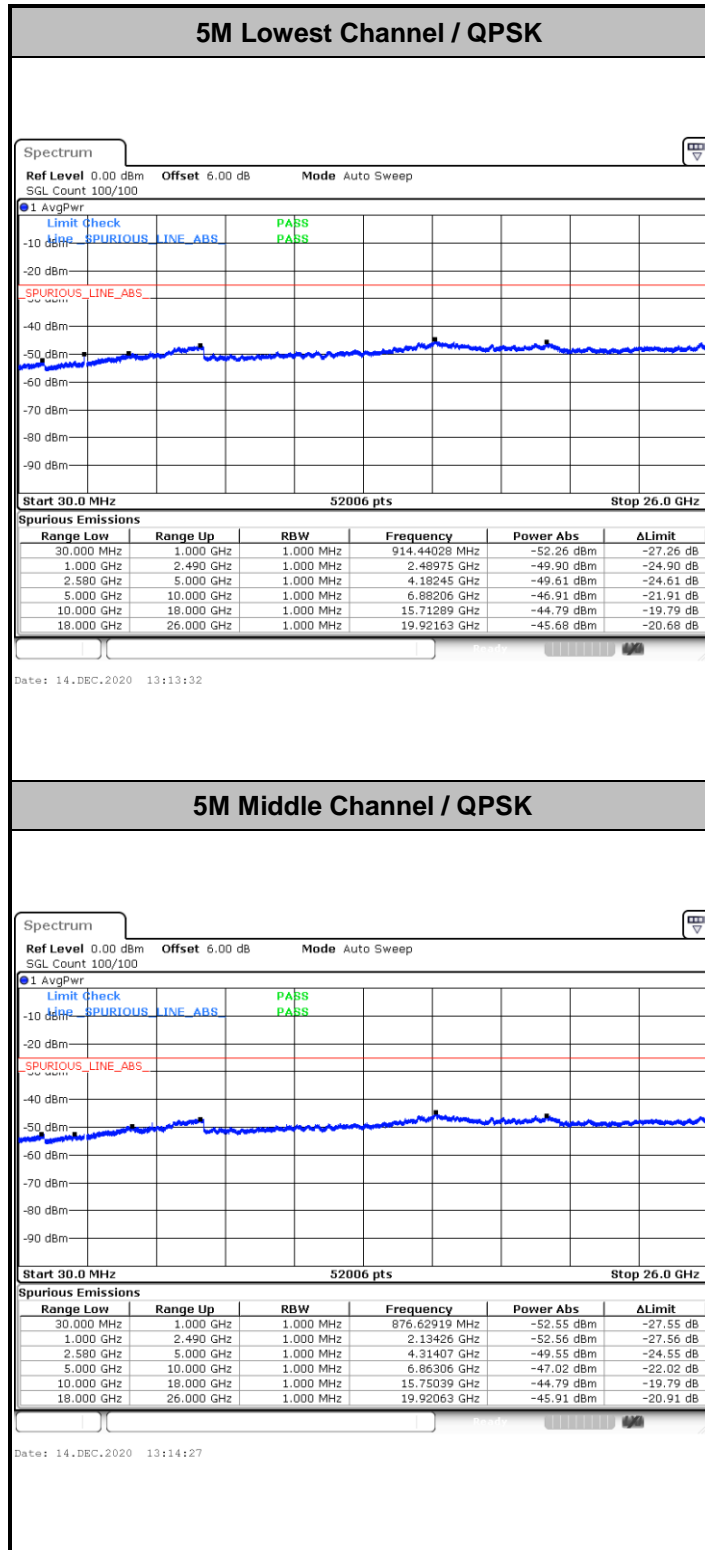 5M Lowest Channel / QPSK
Spectrum
Ref Level 0.00 dBm Offset 6.00 dB Mode Auto Sweep
SGL Count 100/100
1 AvgPwr
Limit Check PASS
Line _SPURIOUS_LINE_ABS_ PASS
-10 dBm
-20 dBm
_SPURIOUS_LINE_ABS_
-30 dBm
-40 dBm
-50 dBm
-60 dBm
-70 dBm
-80 dBm
-90 dBm
Start 30.0 MHz 52006 pts Stop 26.0 GHz
Spurious Emissions
Range Low Range Up RBW Frequency Power Abs ΔLimit
30.000 MHz 1.000 GHz 1.000 MHz 914.44028 MHz -52.26 dBm -27.26 dB
1.000 GHz 2.490 GHz 1.000 MHz 2.48975 GHz -49.90 dBm -24.90 dB
2.580 GHz 5.000 GHz 1.000 MHz 4.18245 GHz -49.61 dBm -24.61 dB
5.000 GHz 10.000 GHz 1.000 MHz 6.88206 GHz -46.91 dBm -21.91 dB
10.000 GHz 18.000 GHz 1.000 MHz 15.71289 GHz -44.79 dBm -19.79 dB
18.000 GHz 26.000 GHz 1.000 MHz 19.92163 GHz -45.68 dBm -20.68 dB
Ready
Date: 14.DEC.2020 13:13:32
5M Middle Channel / QPSK
Spectrum
Ref Level 0.00 dBm Offset 6.00 dB Mode Auto Sweep
SGL Count 100/100
1 AvgPwr
Limit Check PASS
Line _SPURIOUS_LINE_ABS_ PASS
-10 dBm
-20 dBm
_SPURIOUS_LINE_ABS_
-30 dBm
-40 dBm
-50 dBm
-60 dBm
-70 dBm
-80 dBm
-90 dBm
Start 30.0 MHz 52006 pts Stop 26.0 GHz
Spurious Emissions
Range Low Range Up RBW Frequency Power Abs ΔLimit
30.000 MHz 1.000 GHz 1.000 MHz 876.62919 MHz -52.55 dBm -27.55 dB
1.000 GHz 2.490 GHz 1.000 MHz 2.13426 GHz -52.56 dBm -27.56 dB
2.580 GHz 5.000 GHz 1.000 MHz 4.31407 GHz -49.55 dBm -24.55 dB
5.000 GHz 10.000 GHz 1.000 MHz 6.86306 GHz -47.02 dBm -22.02 dB
10.000 GHz 18.000 GHz 1.000 MHz 15.75039 GHz -44.79 dBm -19.79 dB
18.000 GHz 26.000 GHz 1.000 MHz 19.92063 GHz -45.91 dBm -20.91 dB
Ready
Date: 14.DEC.2020 13:14:27